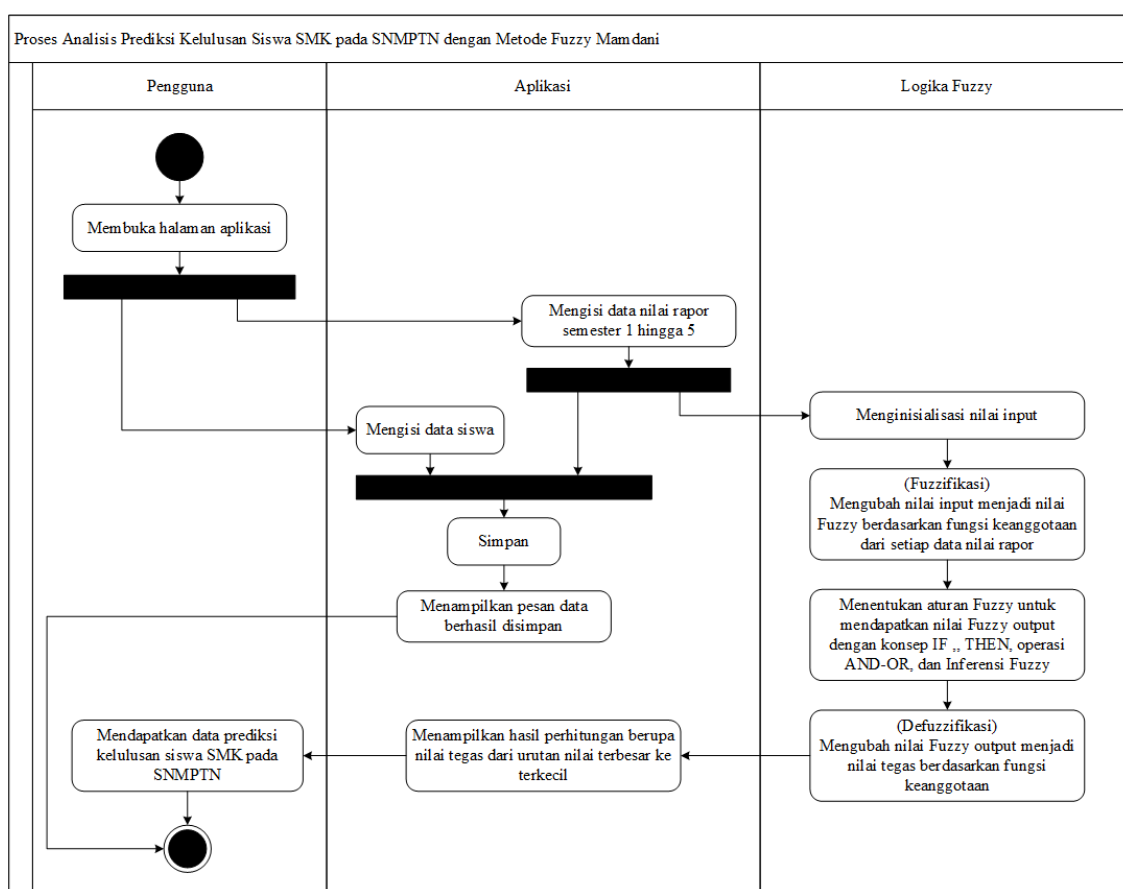 Proses Analisis Prediksi Kelulusan Siswa SMK pada SNMPTN dengan Metode Fuzzy Mamdani
Pengguna
Aplikasi
Logika Fuzzy
Membuka halaman aplikasi
Mengisi data nilai rapor
semester 1 hingga 5
Mengisi data siswa
Menginisialisasi nilai input
(Fuzzifikasi)
Mengubah nilai input menjadi nilai
Fuzzy berdasarkan fungsi keanggotaan
dari setiap data nilai rapor
Simpan
Menampilkan pesan data
berhasil disimpan
Menentukan aturan Fuzzy untuk
mendapatkan nilai Fuzzy output
dengan konsep IF ,, THEN, operasi
AND-OR, dan Inferensi Fuzzy
(Defuzzifikasi)
Mengubah nilai Fuzzy output menjadi
nilai tegas berdasarkan fungsi
keanggotaan
Menampilkan hasil perhitungan berupa
nilai tegas dari urutan nilai terbesar ke
terkecil
Mendapatkan data prediksi
kelulusan siswa SMK pada
SNMPTN